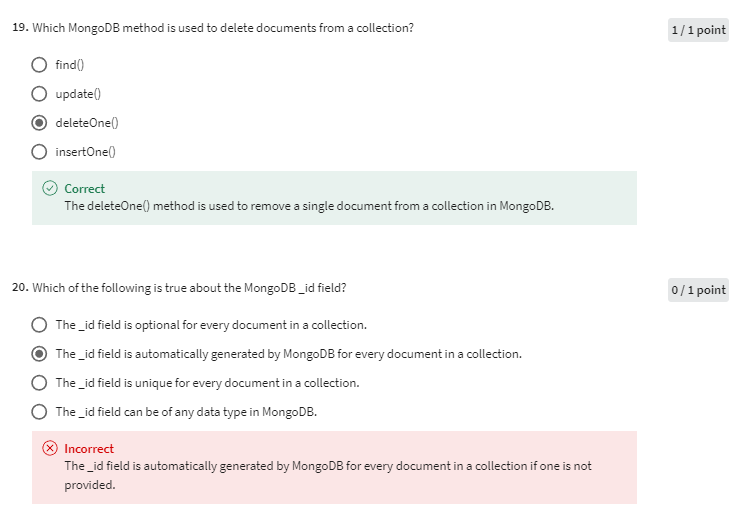 19. Which MongoDB method is used to delete documents from a collection?
1 / 1 point
find()
update()
deleteOne()
insertOne()
Correct
The deleteOne() method is used to remove a single document from a collection in MongoDB.
20. Which of the following is true about the MongoDB _id field?
0 / 1 point
The _id field is optional for every document in a collection.
The _id field is automatically generated by MongoDB for every document in a collection.
The _id field is unique for every document in a collection.
The _id field can be of any data type in MongoDB.
Incorrect
The _id field is automatically generated by MongoDB for every document in a collection if one is not
provided.